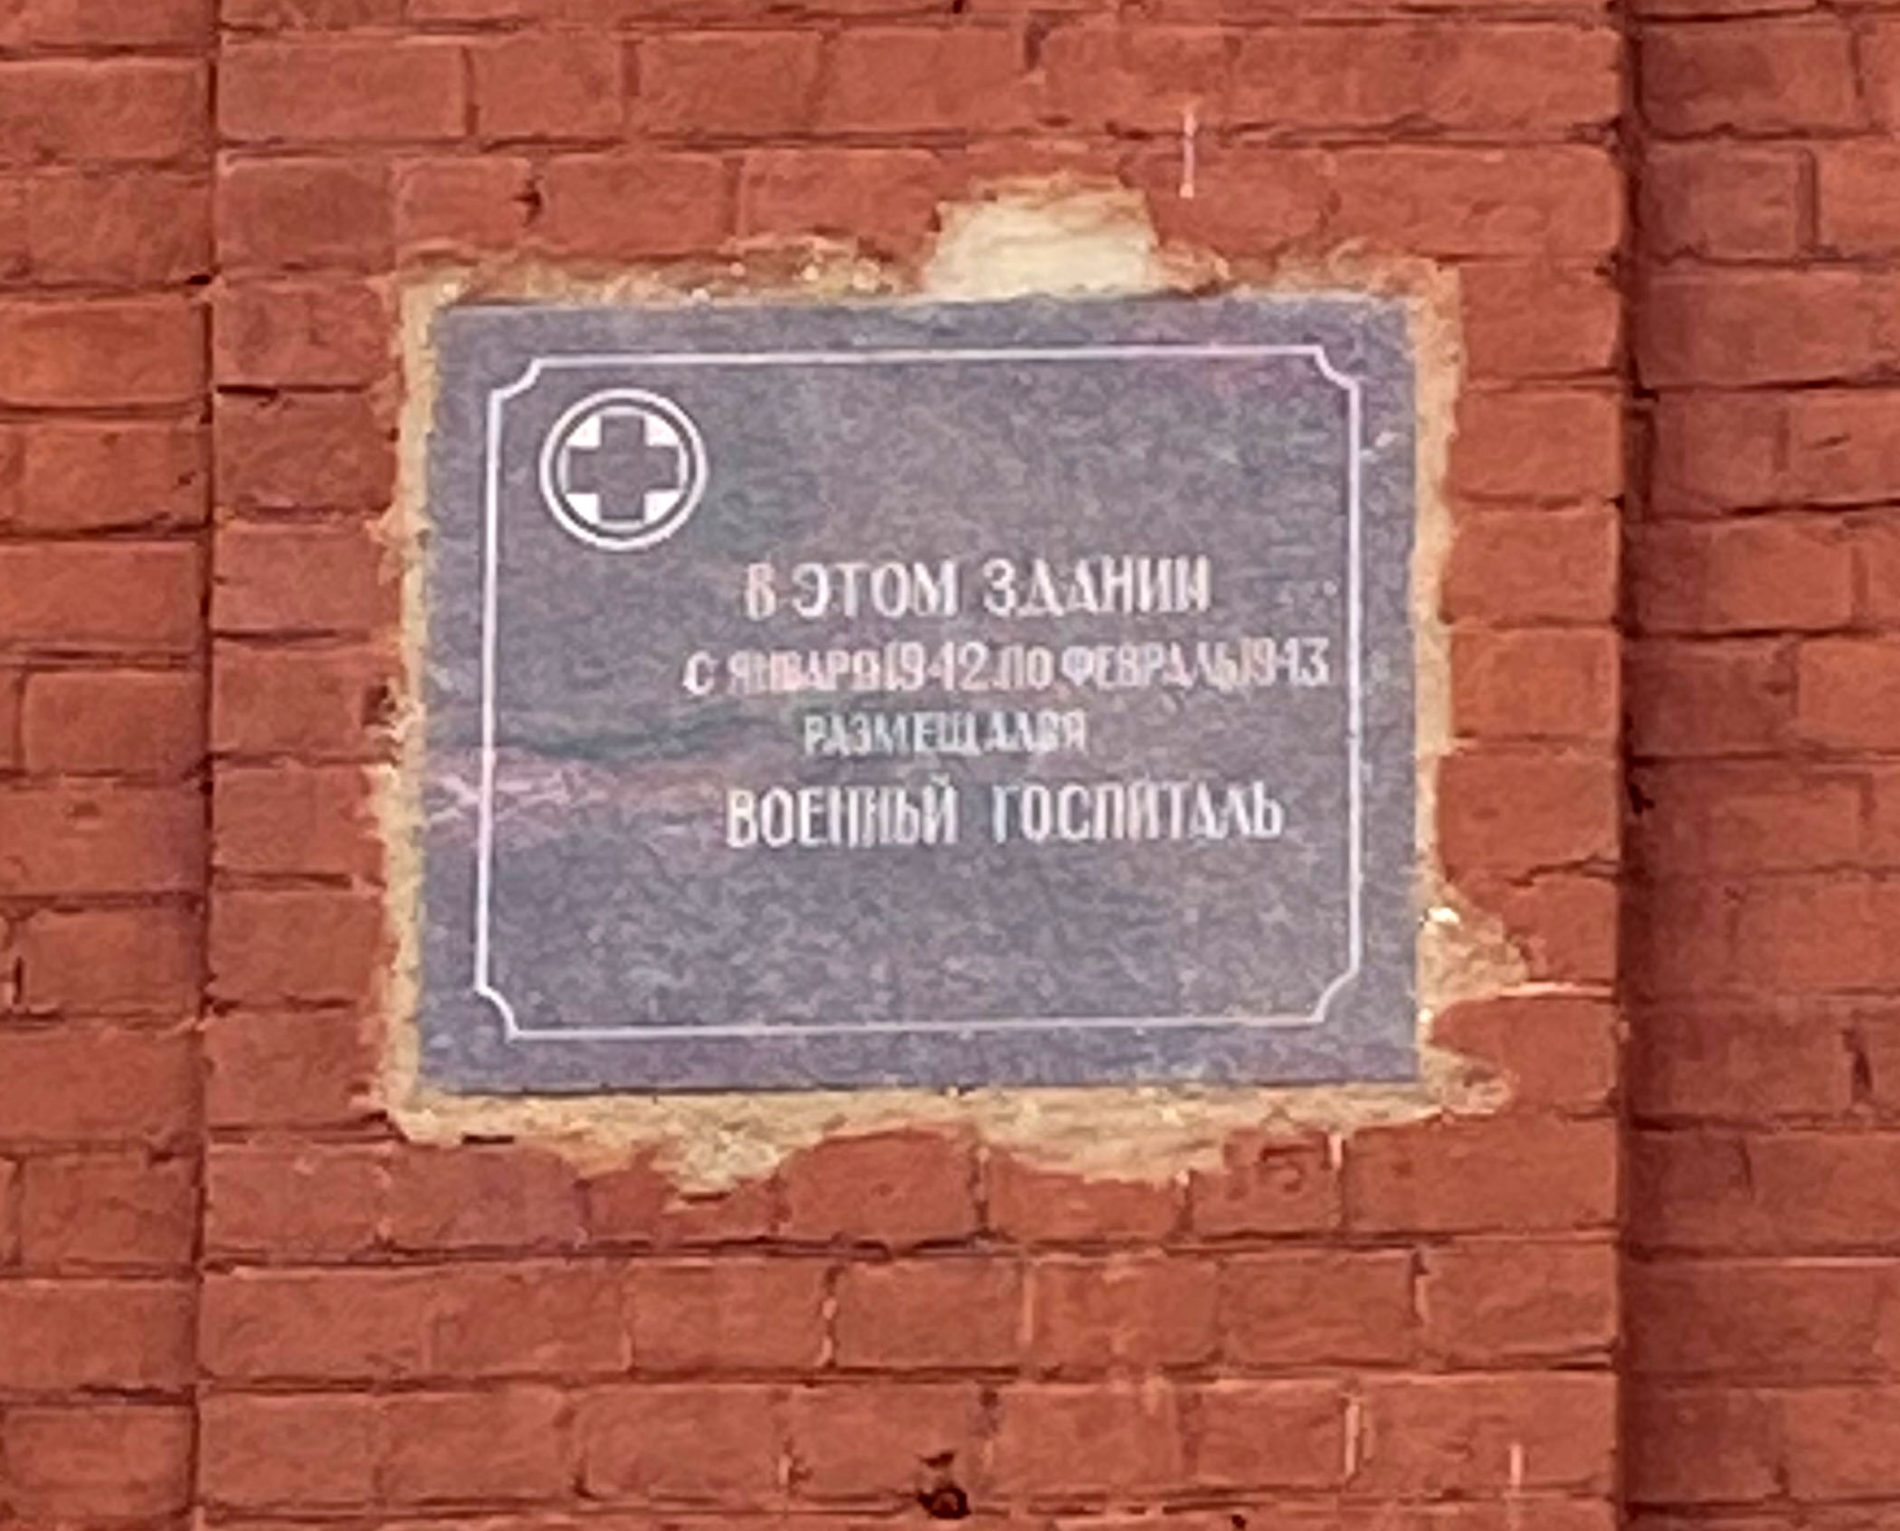 В ЭТОМ ЗДАНИИ
С ЯНВАРЯ 1942 ПО ФЕВРАЛЬ 1943
РАЗМЕЩАЛСЯ
ВОЕННЫЙ ГОСПИТАЛЬ